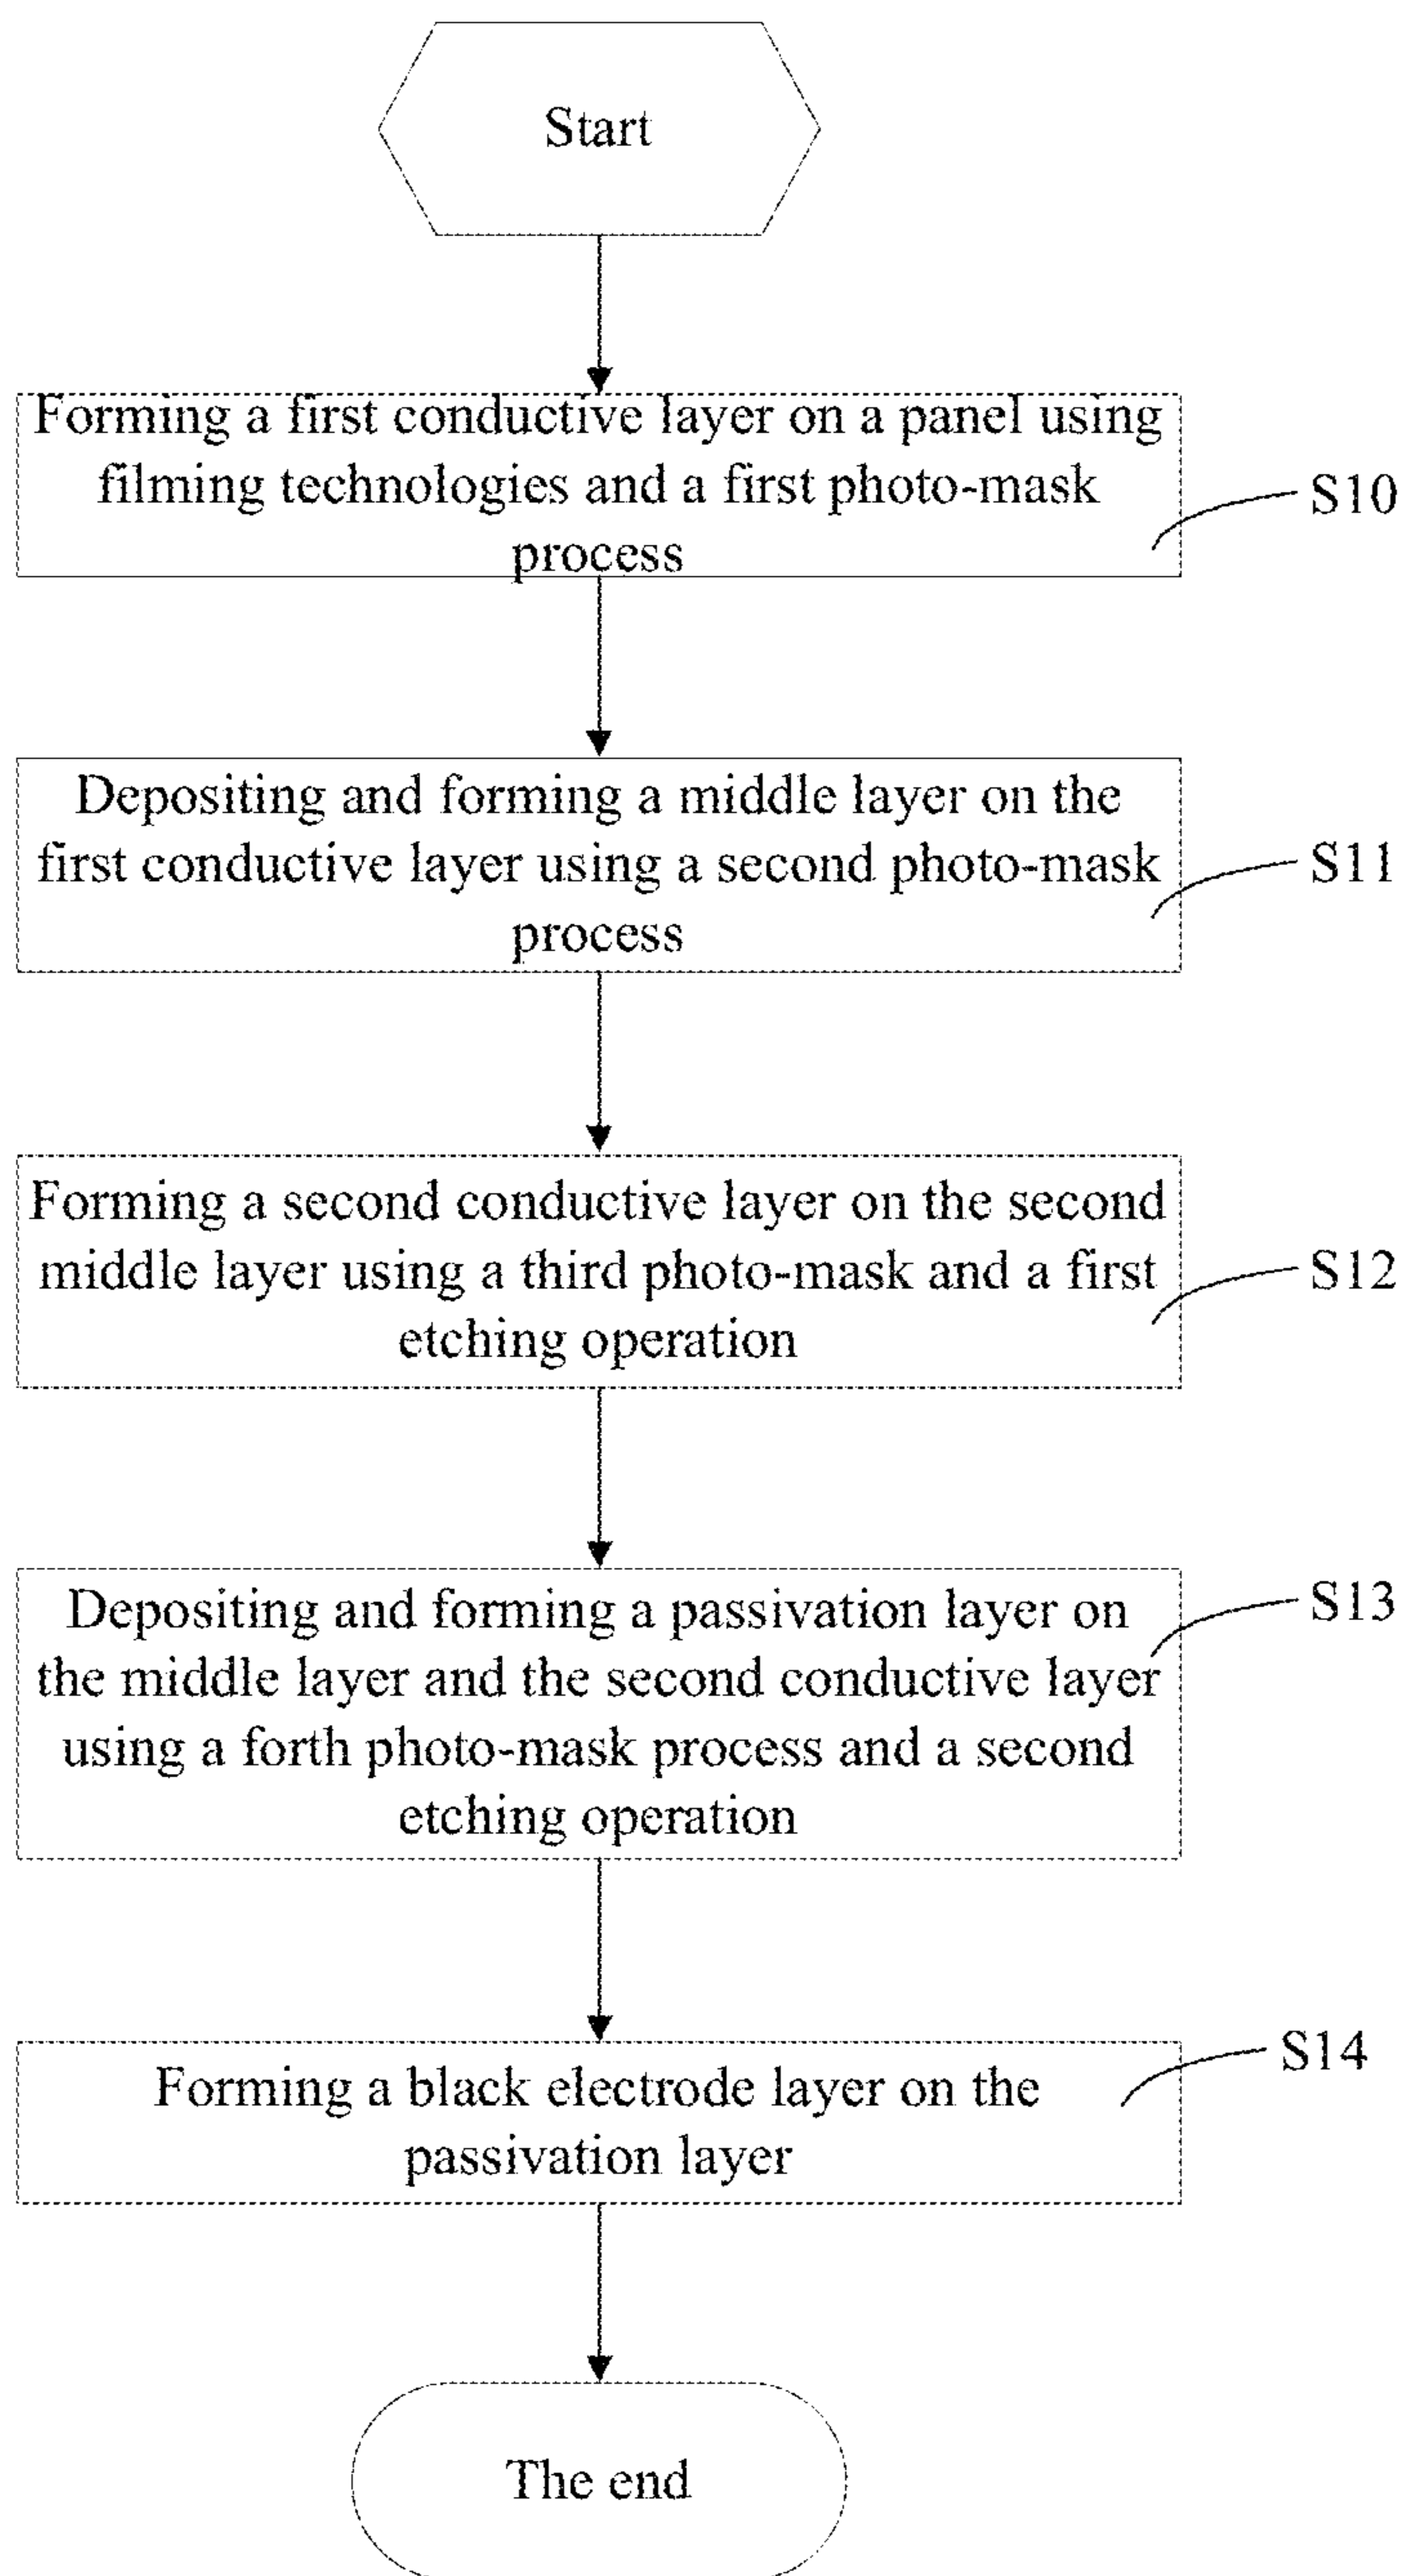 Start
Forming a first conductive layer on a panel using
filming technologies and a first photo-mask
process
S10
Depositing and forming a middle layer on the
first conductive layer using a second photo-mask
process
S11
Forming a second conductive layer on the second
middle layer using a third photo-mask and a first
etching operation
S12
Depositing and forming a passivation layer on
the middle layer and the second conductive layer
using a forth photo-mask process and a second
etching operation
S13
Forming a black electrode layer on the
passivation layer
S14
The end